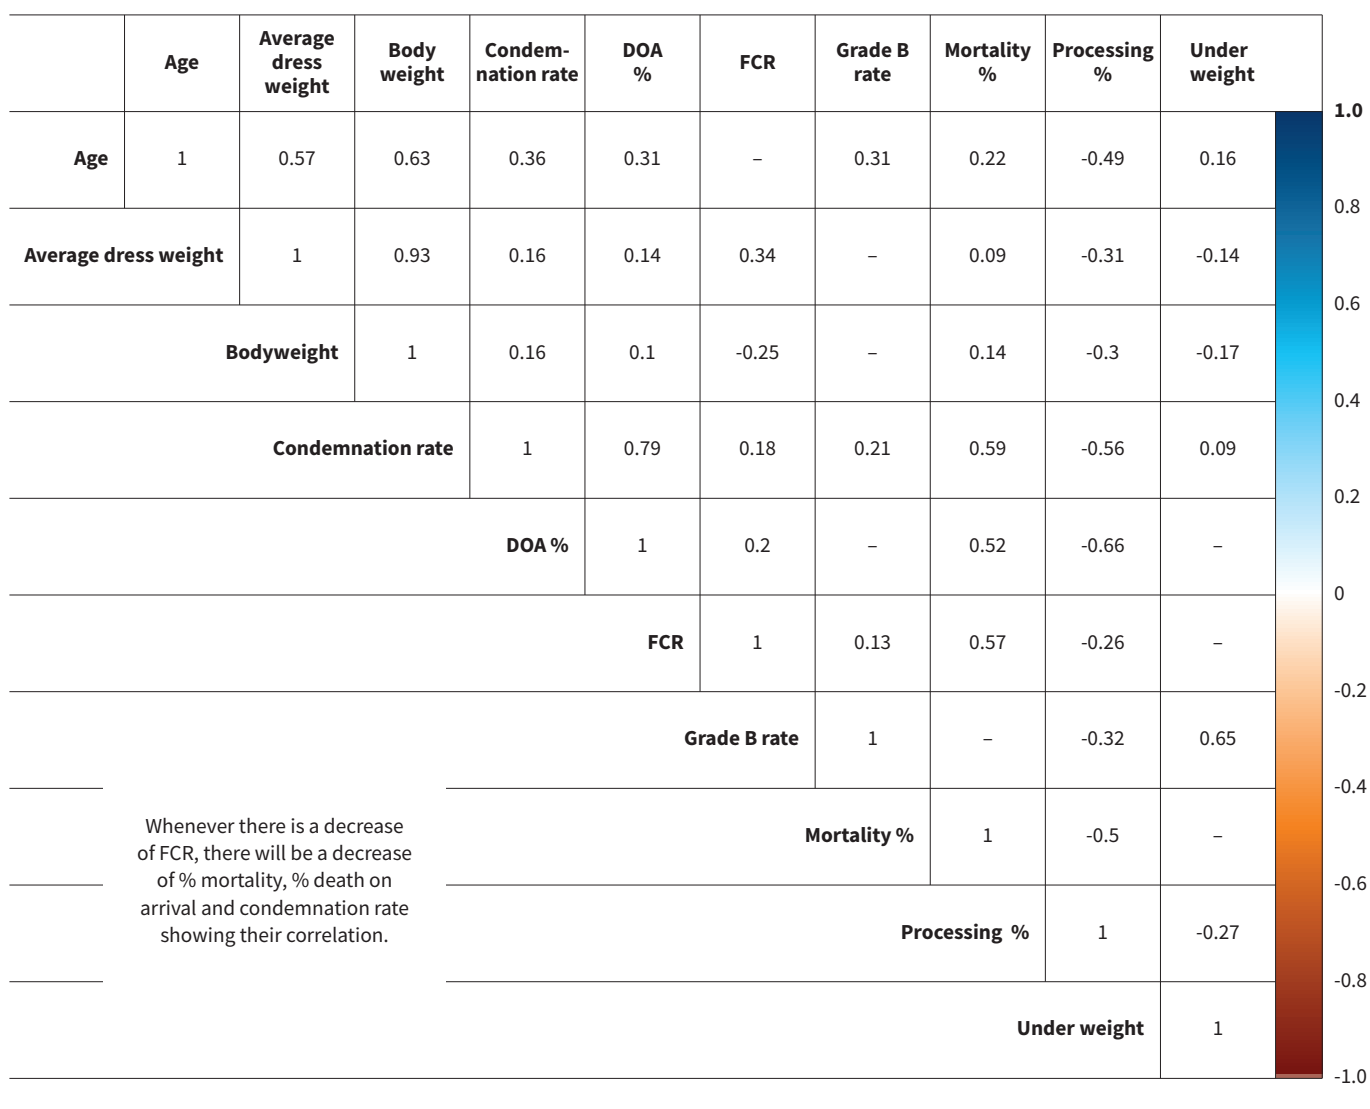 Age Average dress weight Body weight Condem-nation rate DOA % FCR Grade B rate Mortality % Processing % Under weight
1.0
Age 1 0.57 0.63 0.36 0.31 – 0.31 0.22 -0.49 0.16
0.8
Average dress weight 1 0.93 0.16 0.14 0.34 – 0.09 -0.31 -0.14
0.6
Bodyweight 1 0.16 0.1 -0.25 – 0.14 -0.3 -0.17
0.4
Condemnation rate 1 0.79 0.18 0.21 0.59 -0.56 0.09
0.2
DOA % 1 0.2 – 0.52 -0.66 –
0
FCR 1 0.13 0.57 -0.26 –
-0.2
Grade B rate 1 – -0.32 0.65
-0.4
Mortality % 1 -0.5 –
-0.6
Processing % 1 -0.27
-0.8
Under weight 1
-1.0
Whenever there is a decrease
of FCR, there will be a decrease
of % mortality, % death on
arrival and condemnation rate
showing their correlation.